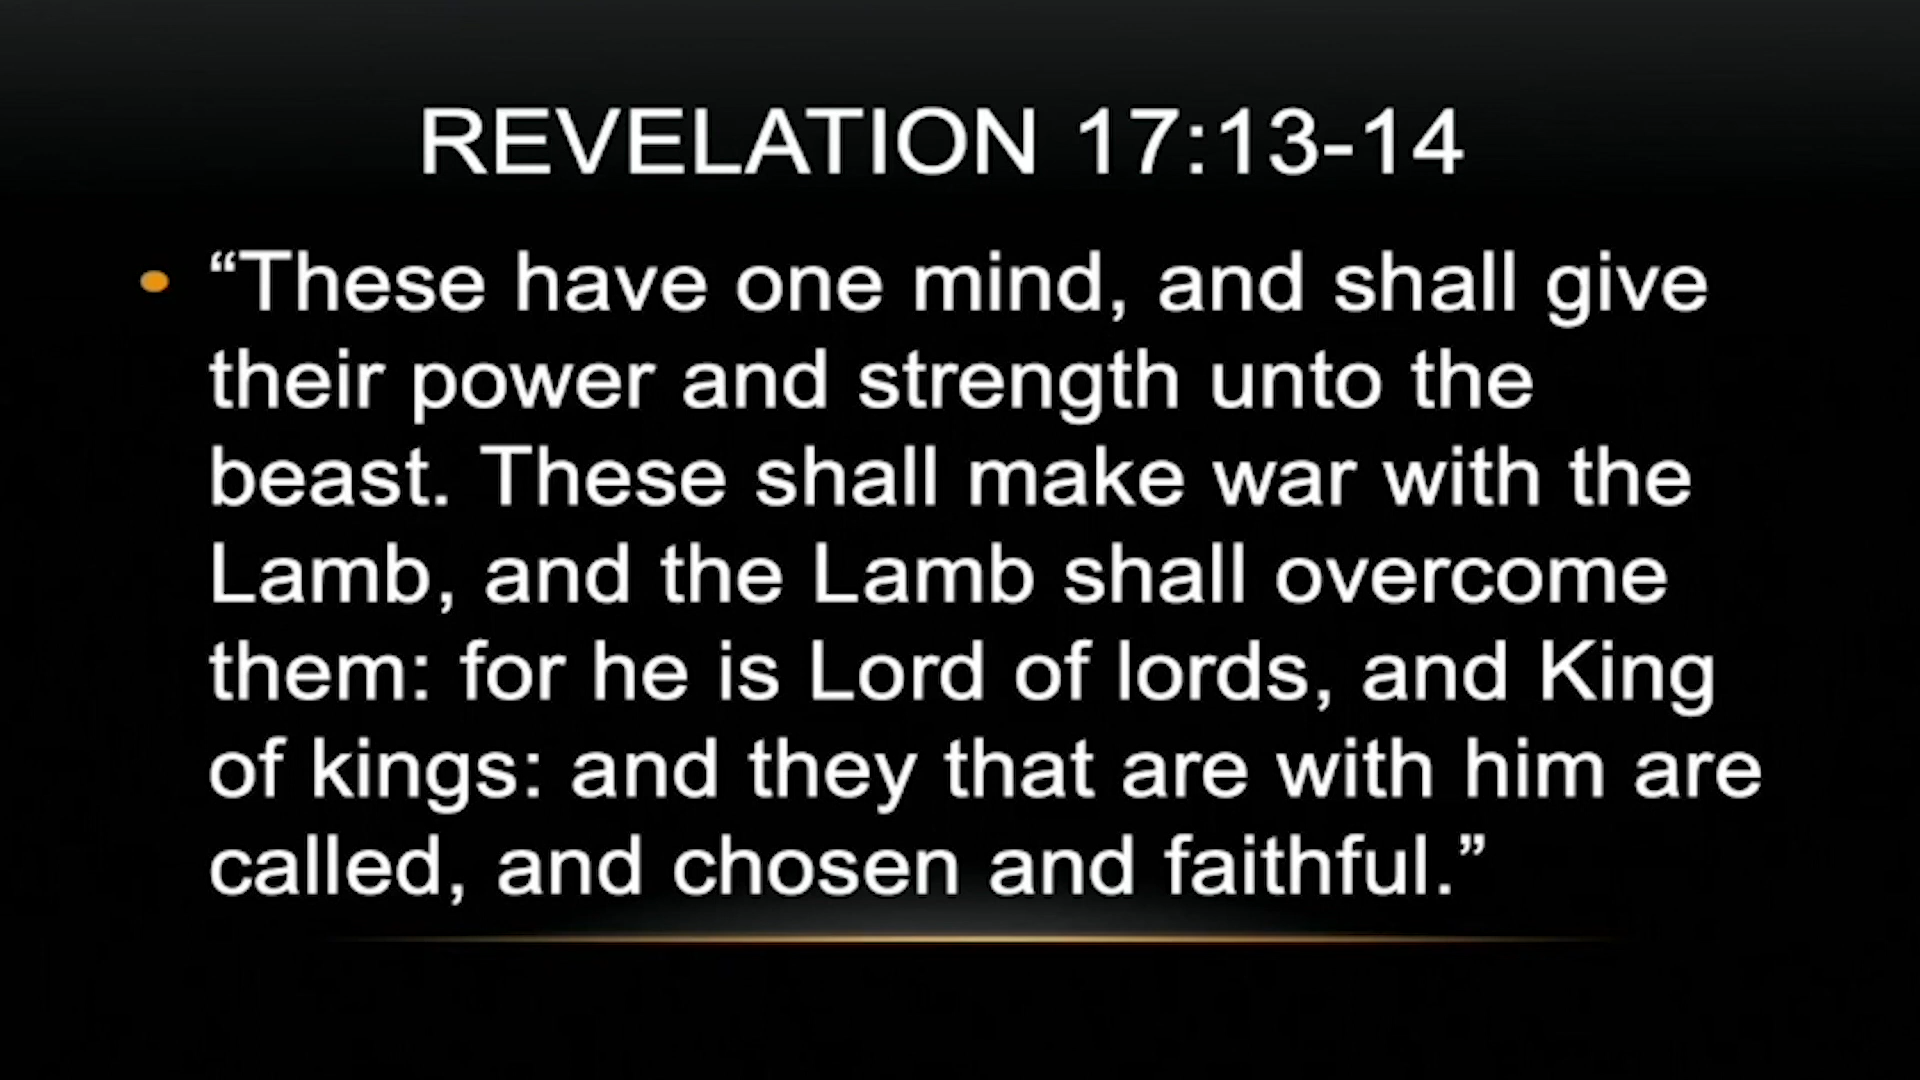 REVELATION 17:13-14
• “These have one mind, and shall give
their power and strength unto the
beast. These shall make war with the
Lamb, and the Lamb shall overcome
them: for he is Lord of lords, and King
of kings: and they that are with him are
called, and chosen and faithful.”